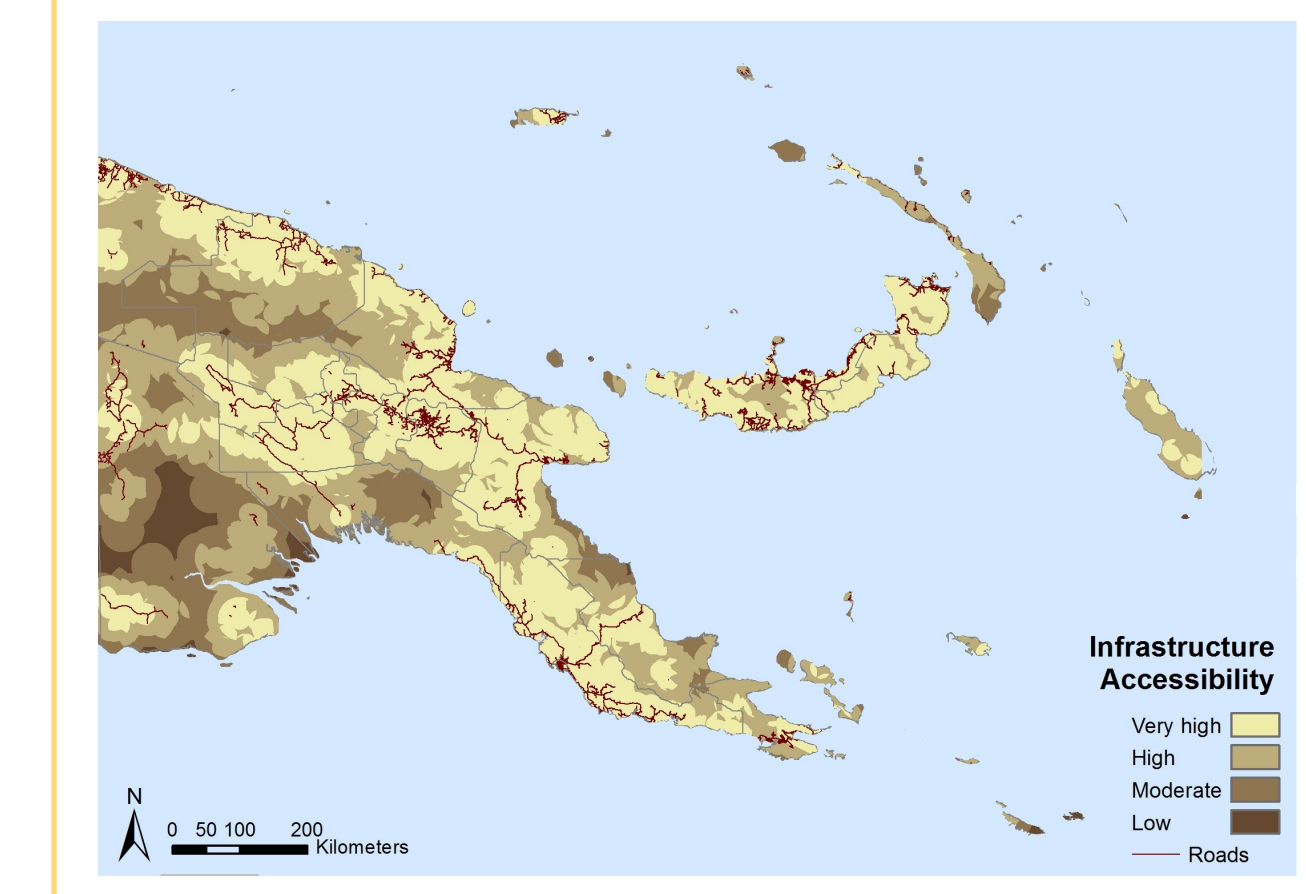 Infrastructure
Accessibility
Very high
High
Moderate
Low
Roads
N
0 50 100 200
Kilometers